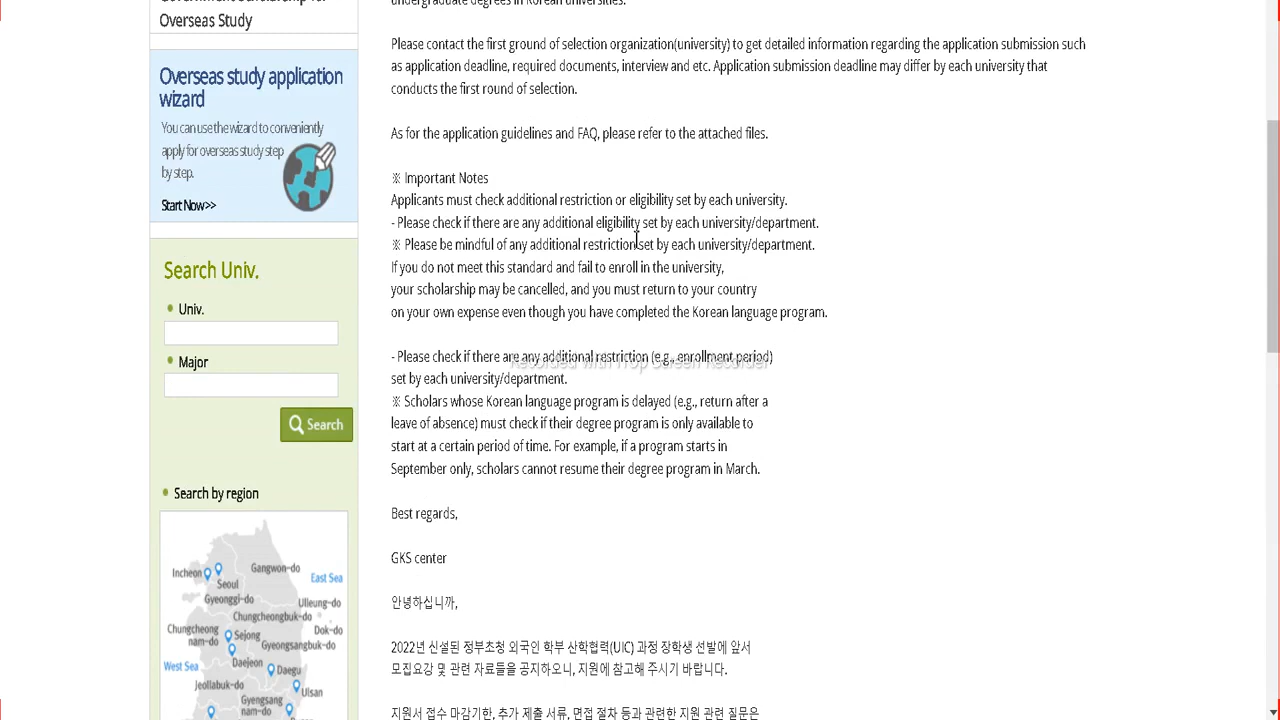 Overseas Study
Overseas study application
wizard
You can use the wizard to conveniently
apply for overseas study step
by step.
Start Now >>
Search Univ.
Univ.
Major
Search
Search by region
Incheon
Seoul
Gangwon-do
East Sea
Gyeonggi-do
Ulleung-do
Chungcheongbuk-do
Chungcheong
nam-do
Sejong
Dok-do
Gyeongsangbuk-do
West Sea
Daejeon
Daegu
Jeollabuk-do
Ulsan
Gyengsang
nam-do
undergraduate degrees in Korean universities.
Please contact the first ground of selection organization(university) to get detailed information regarding the application submission such
as application deadline, required documents, interview and etc. Application submission deadline may differ by each university that
conducts the first round of selection.
As for the application guidelines and FAQ, please refer to the attached files.
※ Important Notes
Applicants must check additional restriction or eligibility set by each university.
- Please check if there are any additional eligibility set by each university/department.
※ Please be mindful of any additional restriction set by each university/department.
If you do not meet this standard and fail to enroll in the university,
your scholarship may be cancelled, and you must return to your country
on your own expense even though you have completed the Korean language program.
- Please check if there are any additional restriction (e.g., enrollment period)
Recorded with iTop Screen Recorder
set by each university/department.
※ Scholars whose Korean language program is delayed (e.g., return after a
leave of absence) must check if their degree program is only available to
start at a certain period of time. For example, if a program starts in
September only, scholars cannot resume their degree program in March.
Best regards,
GKS center
안녕하십니까,
2022년 신설된 정부초청 외국인 학부 산학협력(UIC) 과정 장학생 선발에 앞서
모집요강 및 관련 자료들을 공지하오니, 지원에 참고해 주시기 바랍니다.
지원서 접수 마감기한, 추가 제출 서류, 면접 절차 등과 관련한 지원 관련 질문은